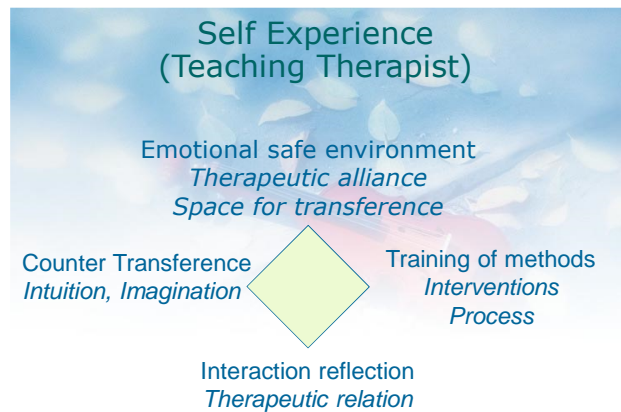 Self Experience
(Teaching Therapist)
Emotional safe environment
Therapeutic alliance
Space for transference
Counter Transference
Intuition, Imagination
Training of methods
Interventions
Process
Interaction reflection
Therapeutic relation